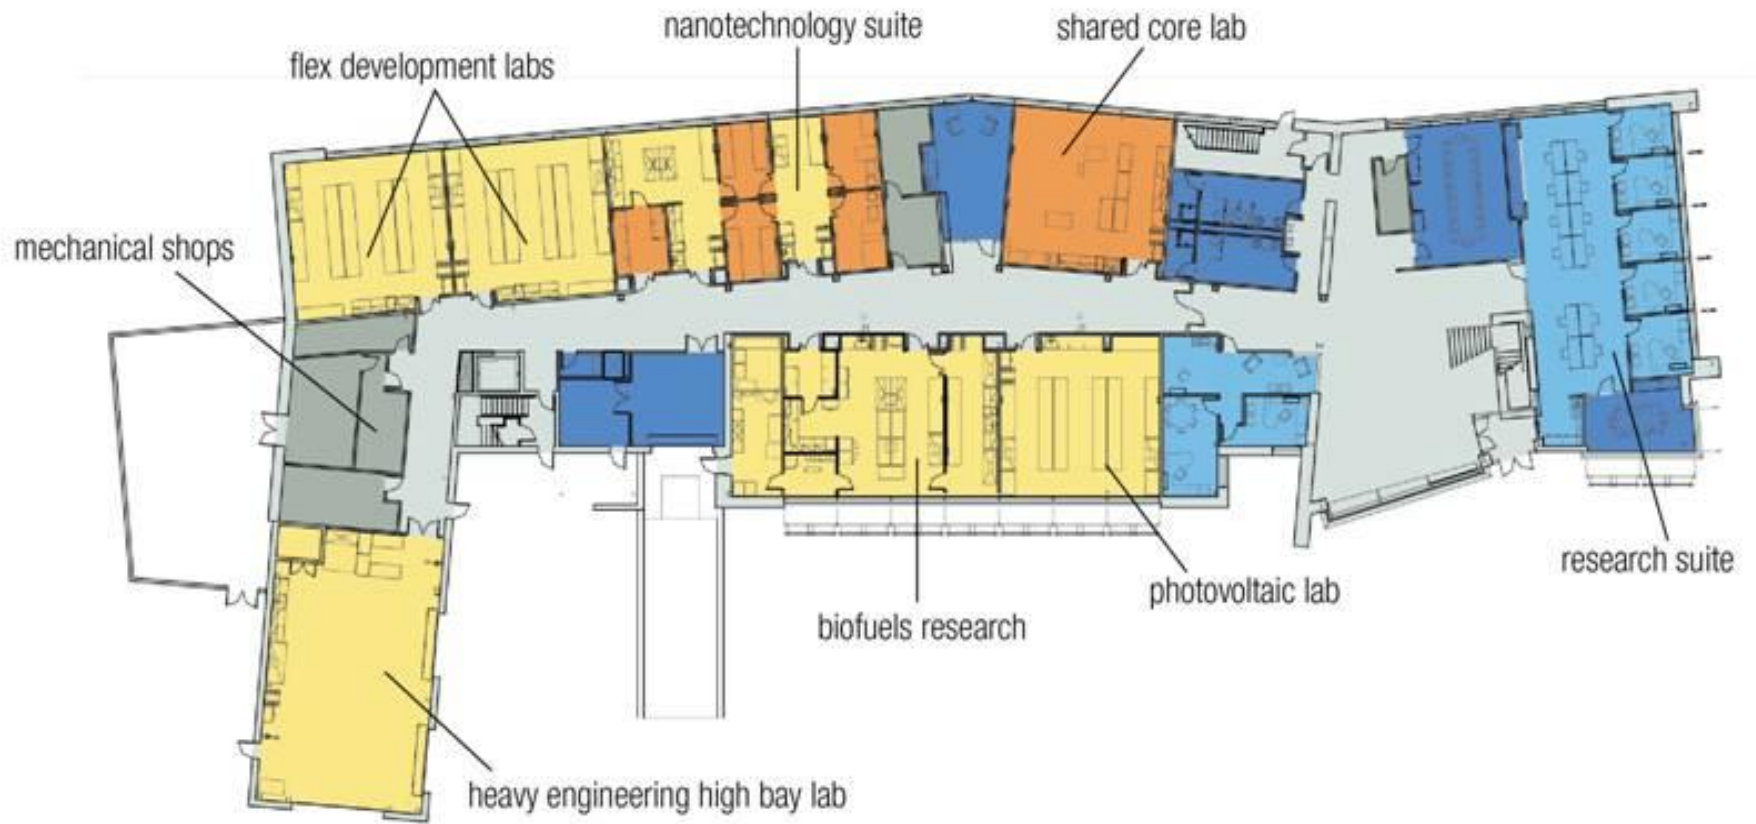 nanotechnology suite
shared core lab
flex development labs
mechanical shops
research suite
photovoltaic lab
biofuels research
heavy engineering high bay lab